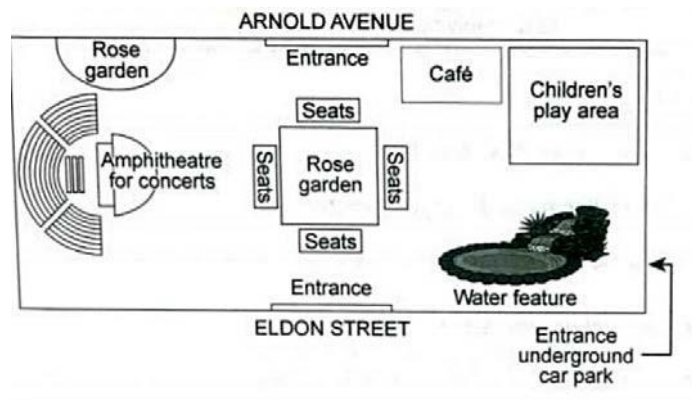 ARNOLD AVENUE
Rose
garden
Entrance
Café
Children's
play area
Seats
Amphitheatre
for concerts
Seats
Rose
garden
Seats
Seats
Entrance
Water feature
ELDON STREET
Entrance
underground
car park